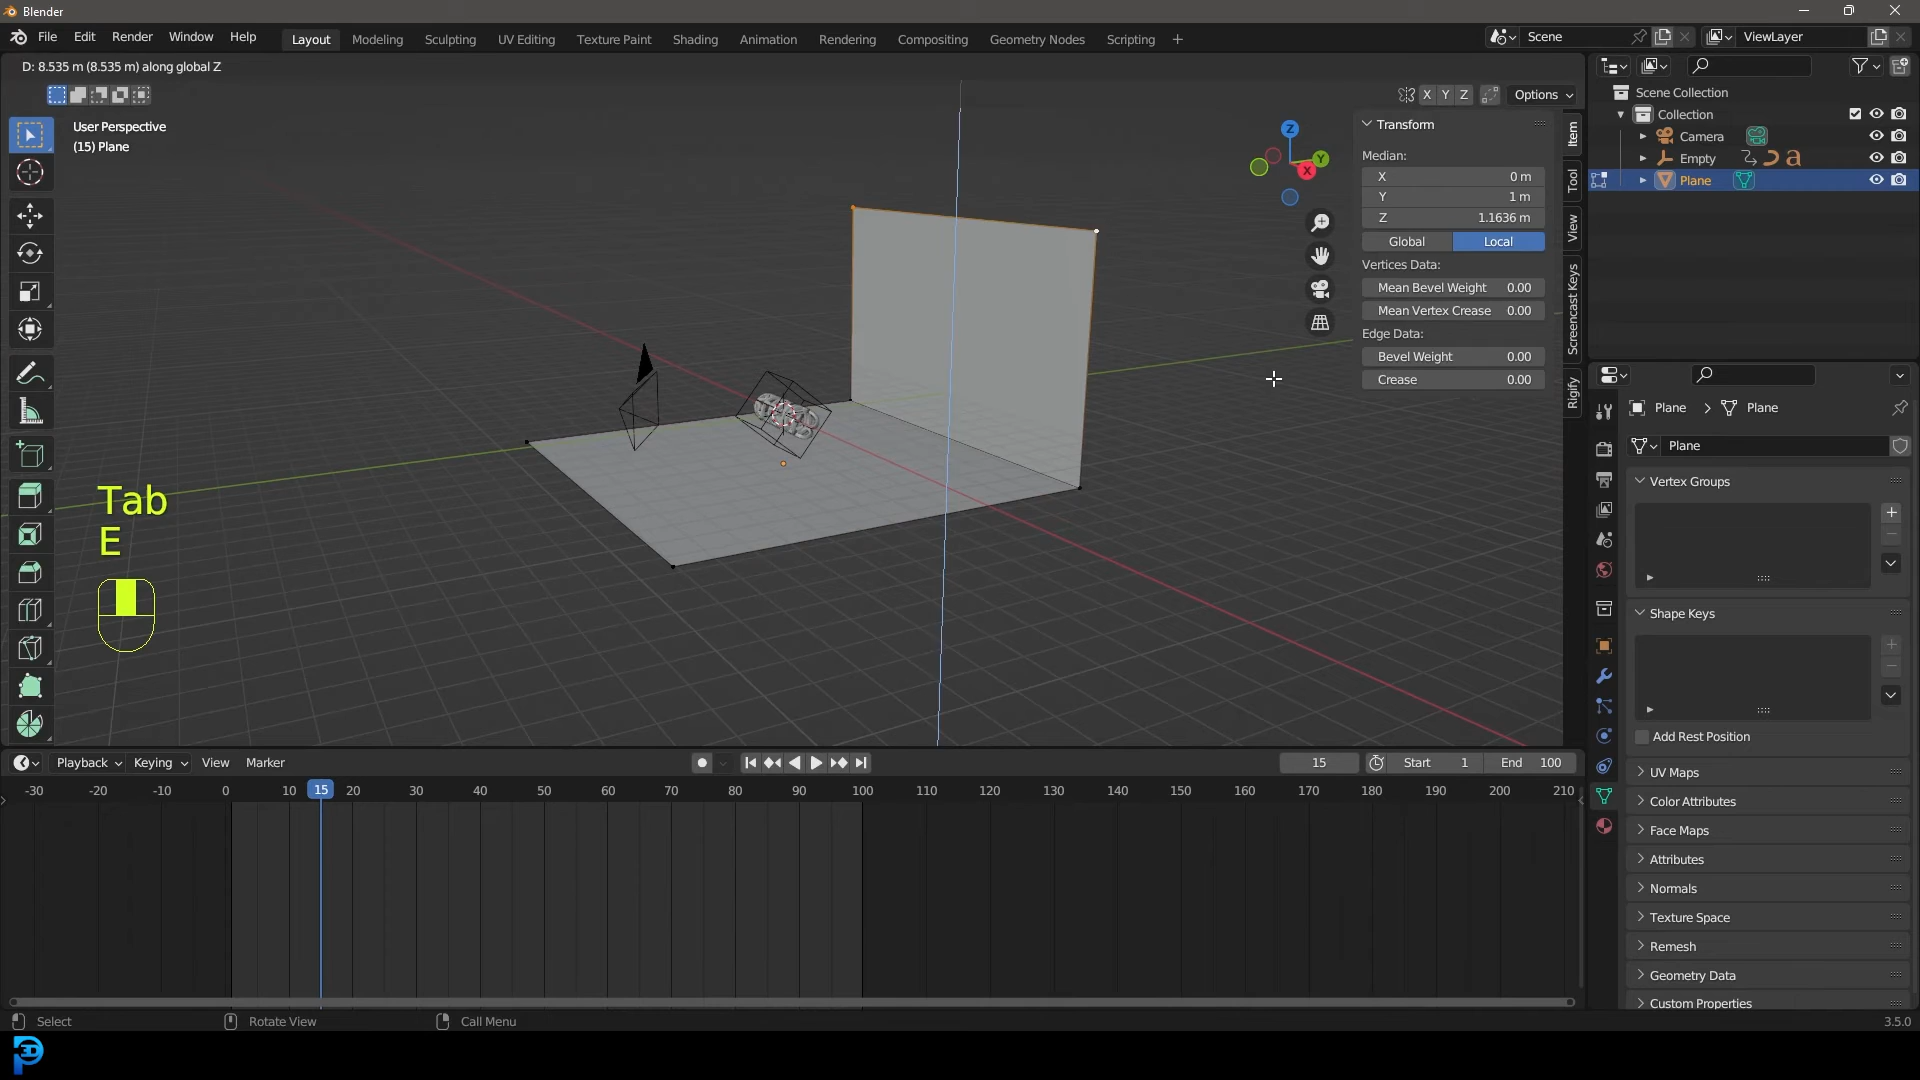 Blender
File Edit Render Window Help Layout Modeling Sculpting UV Editing Texture Paint Shading Animation Rendering Compositing Geometry Nodes Scripting + Scene ViewLayer
D: 8.535 m (8.535 m) along global Z
X Y Z Options
User Perspective
(15) Plane
Z
Y
X
Transform
Median:
X 0 m
Y 1 m
Z 1.1636 m
Global Local
Vertices Data:
Mean Bevel Weight 0.00
Mean Vertex Crease 0.00
Edge Data:
Bevel Weight 0.00
Crease 0.00
Item
Tool
View
Screencast Keys
Rigify
Scene Collection
Collection
Camera
Empty
Plane
Plane > Plane
Plane
Vertex Groups
Shape Keys
Add Rest Position
UV Maps
Color Attributes
Face Maps
Attributes
Normals
Texture Space
Remesh
Geometry Data
Custom Properties
Tab
E
Playback Keying View Marker 15 Start 1 End 100
-30 -20 -10 0 10 15 20 30 40 50 60 70 80 90 100 110 120 130 140 150 160 170 180 190 200 210
Select Rotate View Call Menu 3.5.0